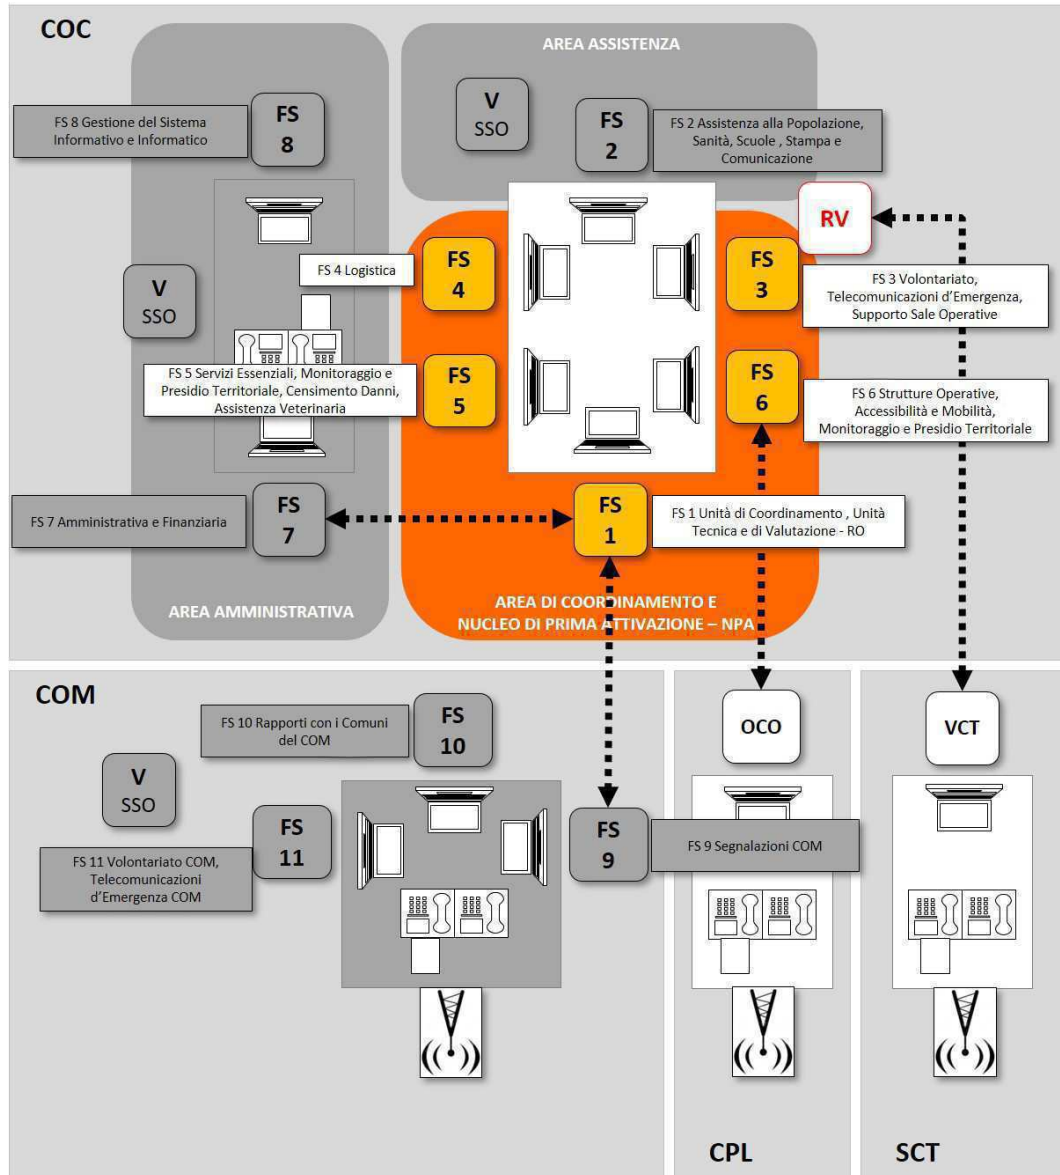 COC
AREA ASSISTENZA
V
SSO
FS
8
FS 8 Gestione del Sistema
Informativo e Informatico
FS
2
FS 2 Assistenza alla Popolazione,
Sanità, Scuole , Stampa e
Comunicazione
RV
FS 4 Logistica
FS
4
FS
3
FS 3 Volontariato,
Telecomunicazioni d'Emergenza,
Supporto Sale Operative
V
SSO
FS 5 Servizi Essenziali, Monitoraggio e
Presidio Territoriale, Censimento Danni,
Assistenza Veterinaria
FS
5
FS
6
FS 6 Strutture Operative,
Accessibilità e Mobilità,
Monitoraggio e Presidio Territoriale
FS 7 Amministrativa e Finanziaria
FS
7
FS
1
FS 1 Unità di Coordinamento , Unità
Tecnica e di Valutazione - RO
AREA AMMINISTRATIVA
AREA DI COORDINAMENTO E
NUCLEO DI PRIMA ATTIVAZIONE – NPA
COM
FS 10 Rapporti con i Comuni
del COM
FS
10
OCO
VCT
V
SSO
FS
11
FS 11 Volontariato COM,
Telecomunicazioni
d'Emergenza COM
FS
9
FS 9 Segnalazioni COM
CPL
SCT